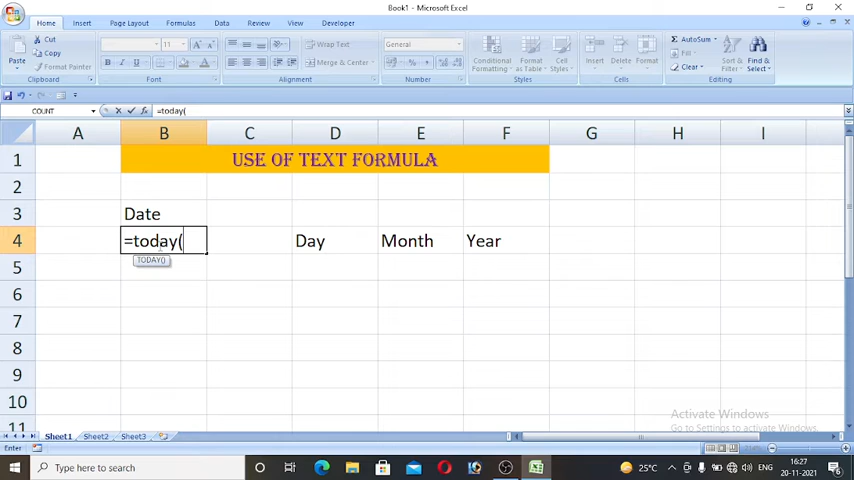 Book1 - Microsoft Excel
Home Insert Page Layout Formulas Data Review View Developer
Cut
Copy
Format Painter
Paste
Clipboard
11
B I U
Font
Wrap Text
Merge & Center
Alignment
General
Number
Conditional Formatting
Format as Table
Cell Styles
Styles
Insert Delete Format
Cells
AutoSum
Fill
Clear
Sort & Filter
Find & Select
Editing
COUNT =today(
A B C D E F G H I
1 USE OF TEXT FORMULA
2
3 Date
4 =today( Day Month Year
TODAY()
5
6
7
8
9
10
11
Activate Windows
Go to Settings to activate Windows.
Sheet1 Sheet2 Sheet3
Enter
Type here to search
25°C
ENG
16:27
20-11-2021
6